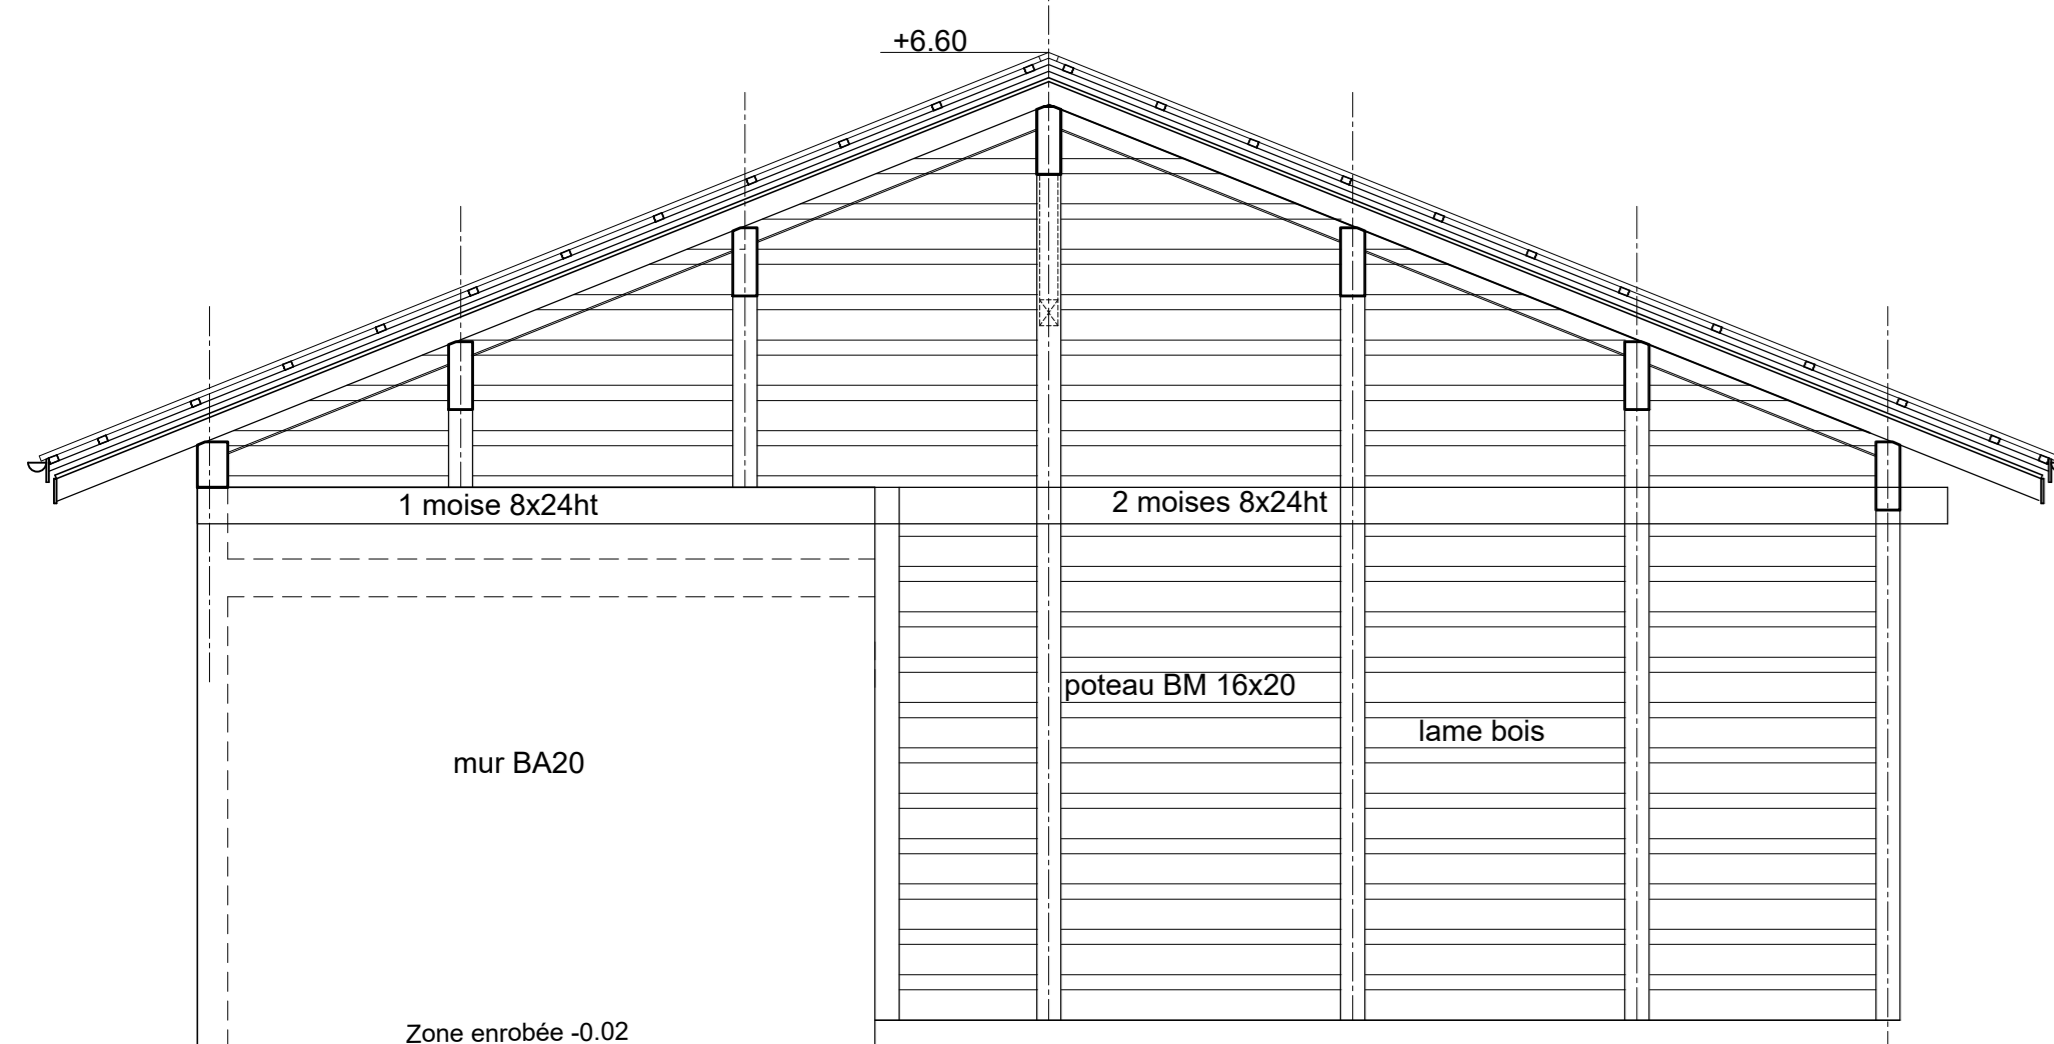 +6.60
1 moise 8x24ht
2 moises 8x24ht
poteau BM 16x20
lame bois
mur BA20
Zone enrobée -0.02